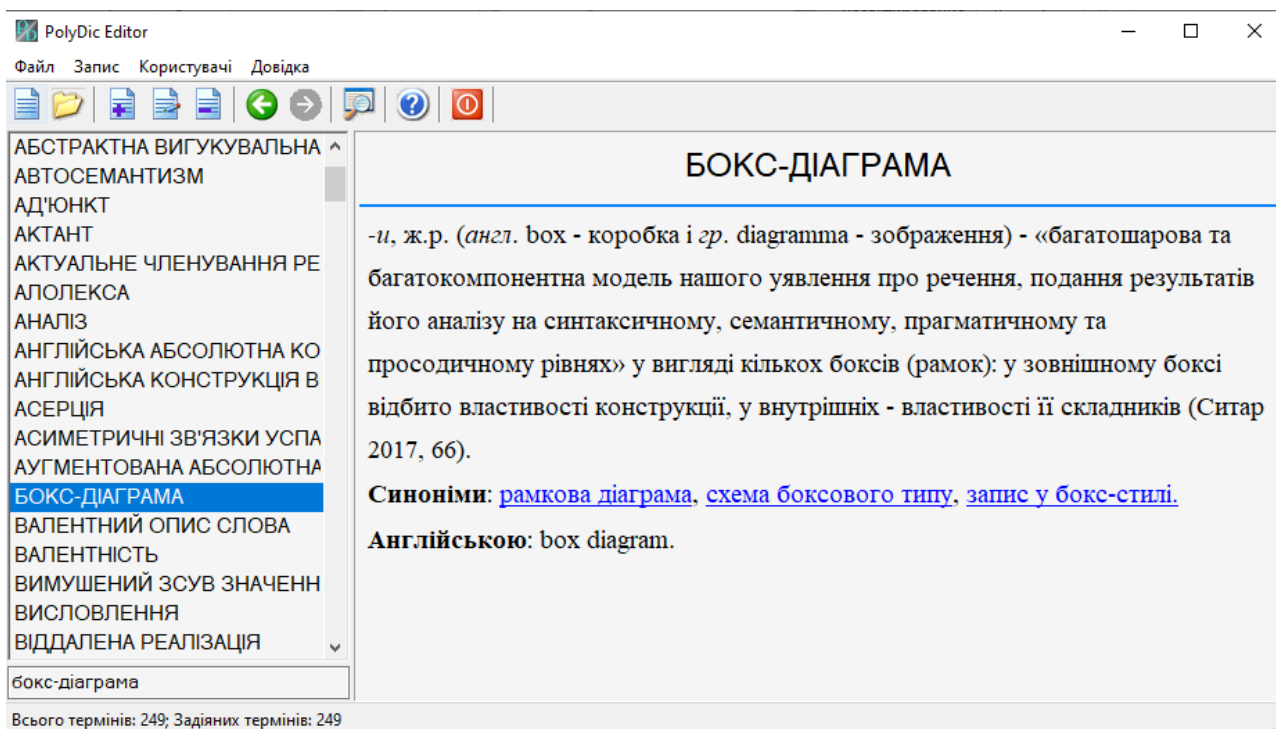 PolyDic Editor
Файл Запис Користувачі Довідка
АБСТРАКТНА ВИГУКУВАЛЬНА
АВТОСЕМАНТИЗМ
АД'ЮНКТ
АКТАНТ
АКТУАЛЬНЕ ЧЛЕНУВАННЯ РЕ
АЛОЛЕКСА
АНАЛІЗ
АНГЛІЙСЬКА АБСОЛЮТНА КО
АНГЛІЙСЬКА КОНСТРУКЦІЯ В
АСЕРЦІЯ
АСИМЕТРИЧНІ ЗВ'ЯЗКИ УСПА
АУГМЕНТОВАНА АБСОЛЮТНА
БОКС-ДІАГРАМА
ВАЛЕНТНИЙ ОПИС СЛОВА
ВАЛЕНТНІСТЬ
ВИМУШЕНИЙ ЗСУВ ЗНАЧЕНН
ВИСЛОВЛЕННЯ
ВІДДАЛЕНА РЕАЛІЗАЦІЯ
бокс-діаграма
БОКС-ДІАГРАМА
-и, ж.р. (англ. box - коробка і гр. diagramma - зображення) - «багатошарова та
багатокомпонентна модель нашого уявлення про речення, подання результатів
його аналізу на синтаксичному, семантичному, прагматичному та
просодичному рівнях» у вигляді кількох боксів (рамок): у зовнішному боксі
відбито властивості конструкції, у внутрішніх - властивості її складників (Ситар
2017, 66).
Синоніми: рамкова діаграма, схема боксового типу, запис у бокс-стилі.
Англійською: box diagram.
Всього термінів: 249; Задіяних термінів: 249